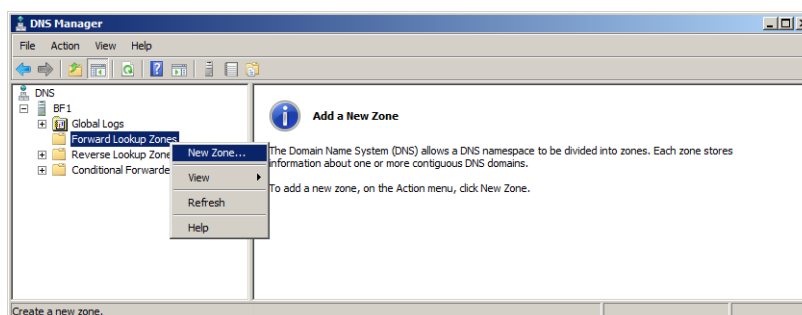 DNS Manager
File Action View Help
DNS
BF1
Global Logs
Forward Lookup Zones
Reverse Lookup Zone
Conditional Forwarde
New Zone...
View
Refresh
Help
Add a New Zone
The Domain Name System (DNS) allows a DNS namespace to be divided into zones. Each zone stores
information about one or more contiguous DNS domains.
To add a new zone, on the Action menu, click New Zone.
Create a new zone.